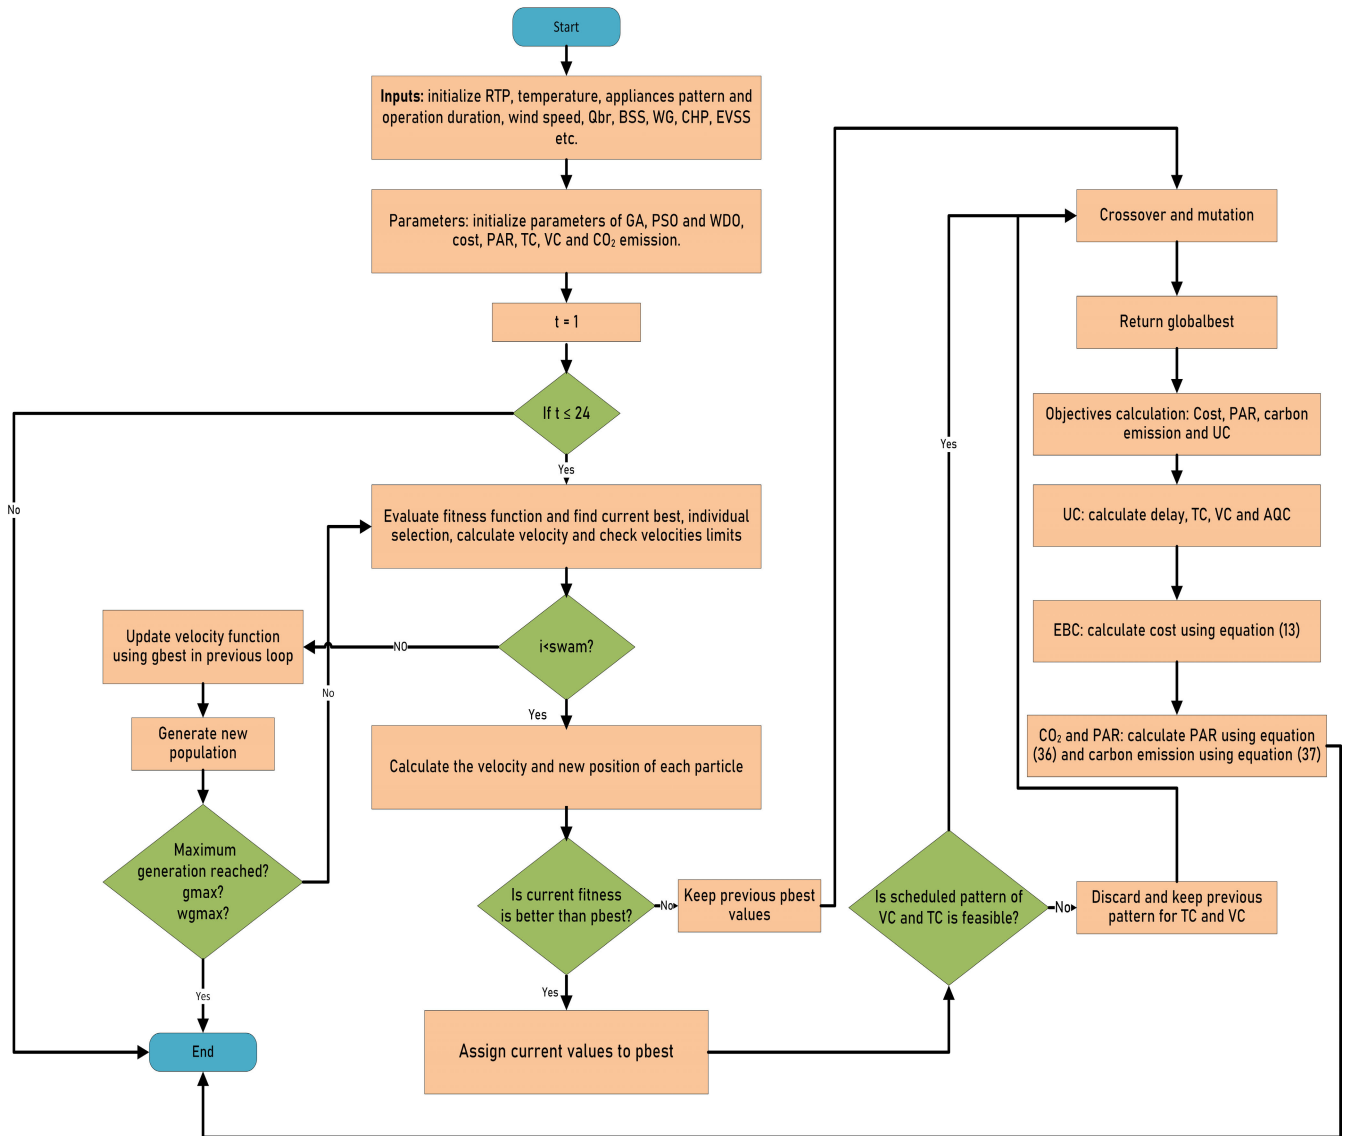 Start
Inputs: initialize RTP, temperature, appliances pattern and
operation duration, wind speed, Qbr, BSS, WG, CHP, EVSS
etc.
Parameters: initialize parameters of GA, PSO and WDO,
cost, PAR, TC, VC and CO₂ emission.
t = 1
If t ≤ 24
Yes
No
Evaluate fitness function and find current best, individual
selection, calculate velocity and check velocities limits
i<swam?
NO
Update velocity function
using gbest in previous loop
Generate new
population
Maximum
generation reached?
gmax?
wgmax?
No
Yes
End
Yes
Calculate the velocity and new position of each particle
Is current fitness
is better than pbest?
No
Keep previous pbest
values
Yes
Assign current values to pbest
Is scheduled pattern of
VC and TC is feasible?
Yes
No
Discard and keep previous
pattern for TC and VC
Crossover and mutation
Return globalbest
Objectives calculation: Cost, PAR, carbon
emission and UC
UC: calculate delay, TC, VC and AQC
EBC: calculate cost using equation (13)
CO₂ and PAR: calculate PAR using equation
(36) and carbon emission using equation (37)